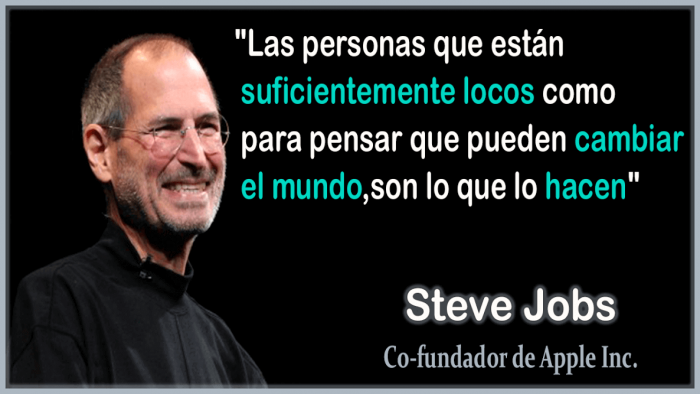 "Las personas que están
suficientemente locos como
para pensar que pueden cambiar
el mundo,son lo que lo hacen"
Steve Jobs
Co-fundador de Apple Inc.